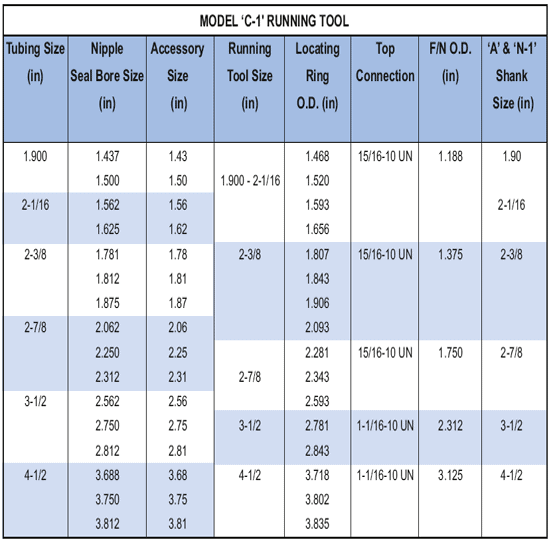 MODEL ‘C-1' RUNNING TOOL
Tubing Size (in) Nipple Seal Bore Size (in) Accessory Size (in) Running Tool Size (in) Locating Ring O.D. (in) Top Connection F/N O.D. (in) ‘A’ & ‘N-1’ Shank Size (in)
1.900 1.437 1.43 1.468 15/16-10 UN 1.188 1.90
1.500 1.50 1.900 - 2-1/16 1.520
2-1/16 1.562 1.56 1.593 2-1/16
1.625 1.62 1.656
2-3/8 1.781 1.78 2-3/8 1.807 15/16-10 UN 1.375 2-3/8
1.812 1.81 1.843
1.875 1.87 1.906
2-7/8 2.062 2.06 2.093
2.250 2.25 2.281 15/16-10 UN 1.750 2-7/8
2.312 2.31 2-7/8 2.343
3-1/2 2.562 2.56 2.593
2.750 2.75 3-1/2 2.781 1-1/16-10 UN 2.312 3-1/2
2.812 2.81 2.843
4-1/2 3.688 3.68 4-1/2 3.718 1-1/16-10 UN 3.125 4-1/2
3.750 3.75 3.802
3.812 3.81 3.835